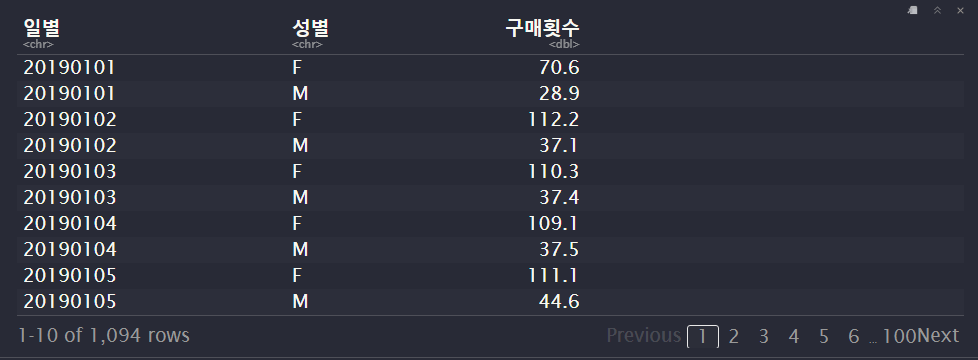 일별 성별 구매횟수
<chr> <chr> <dbl>
20190101 F 70.6
20190101 M 28.9
20190102 F 112.2
20190102 M 37.1
20190103 F 110.3
20190103 M 37.4
20190104 F 109.1
20190104 M 37.5
20190105 F 111.1
20190105 M 44.6
1-10 of 1,094 rows Previous 1 2 3 4 5 6 ... 100 Next